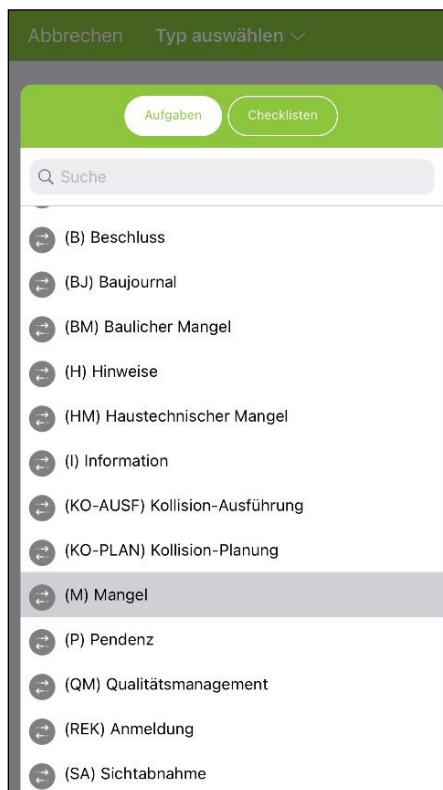 Abbrechen Typ auswählen
Aufgaben Checklisten
Suche
(B) Beschluss
(BJ) Baujournal
(BM) Baulicher Mangel
(H) Hinweise
(HM) Haustechnischer Mangel
(I) Information
(KO-AUSF) Kollision-Ausführung
(KO-PLAN) Kollision-Planung
(M) Mangel
(P) Pendenz
(QM) Qualitätsmanagement
(REK) Anmeldung
(SA) Sichtabnahme